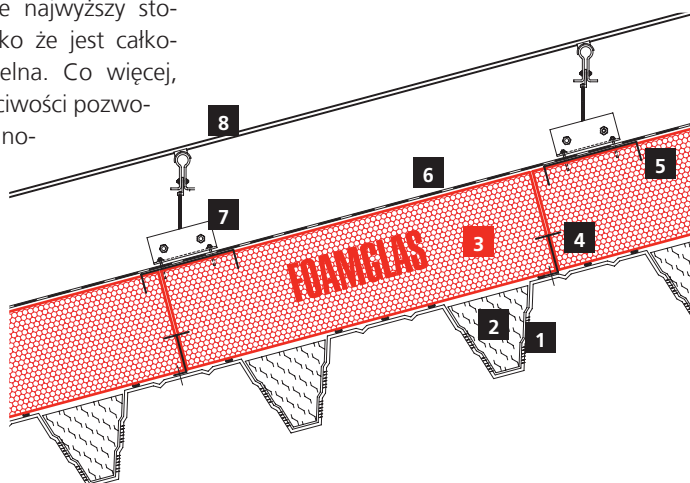 e najwyższy sto-
ko że jest całko-
elna. Co więcej,
ciwości pozwo-
no-
8
6
5
7
4
3
FOAMGLAS
2
1